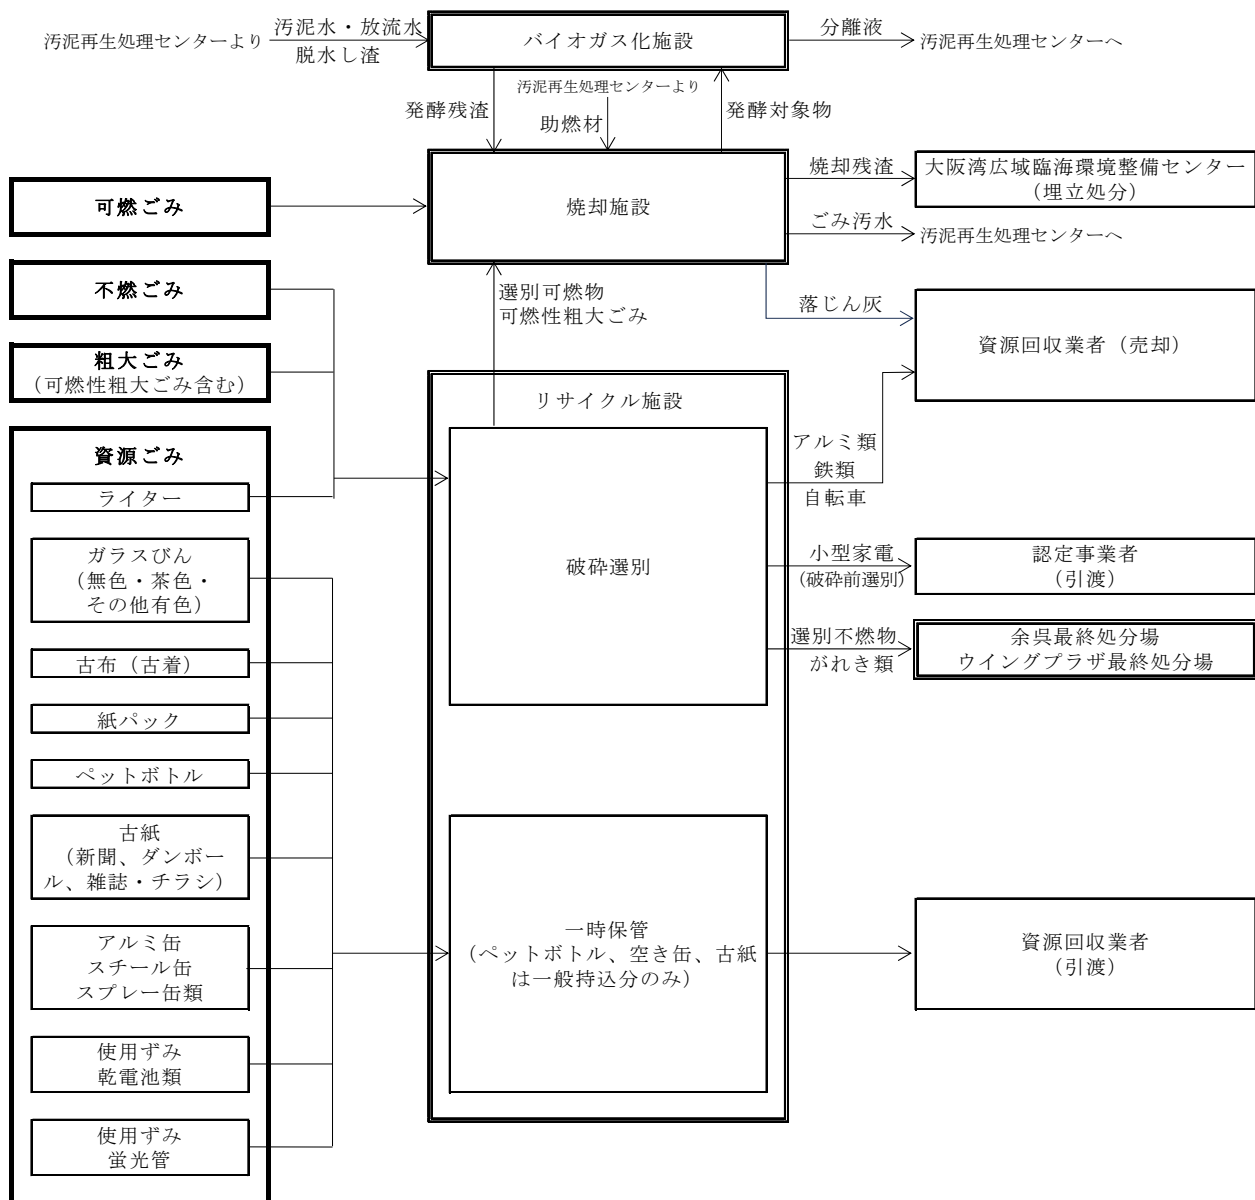 汚泥再生処理センターより
汚泥水・放流水
脱水し渣
バイオガス化施設
分離液
汚泥再生処理センターへ
発酵残渣
汚泥再生処理センターより
助燃材
発酵対象物
可燃ごみ
焼却施設
焼却残渣
大阪湾広域臨海環境整備センター
(埋立処分)
ごみ汚水
汚泥再生処理センターへ
不燃ごみ
選別可燃物
可燃性粗大ごみ
落じん灰
資源回収業者(売却)
粗大ごみ
(可燃性粗大ごみ含む)
リサイクル施設
アルミ類
鉄類
自転車
資源ごみ
ライター
ガラスびん
(無色・茶色・
その他有色)
破砕選別
小型家電
(破砕前選別)
認定事業者
(引渡)
選別不燃物
がれき類
余呉最終処分場
ウイングプラザ最終処分場
古布(古着)
紙パック
ペットボトル
古紙
(新聞、ダンボー
ル、雑誌・チラシ)
アルミ缶
スチール缶
スプレー缶類
一時保管
(ペットボトル、空き缶、古紙
は一般持込分のみ)
資源回収業者
(引渡)
使用ずみ
乾電池類
使用ずみ
蛍光管